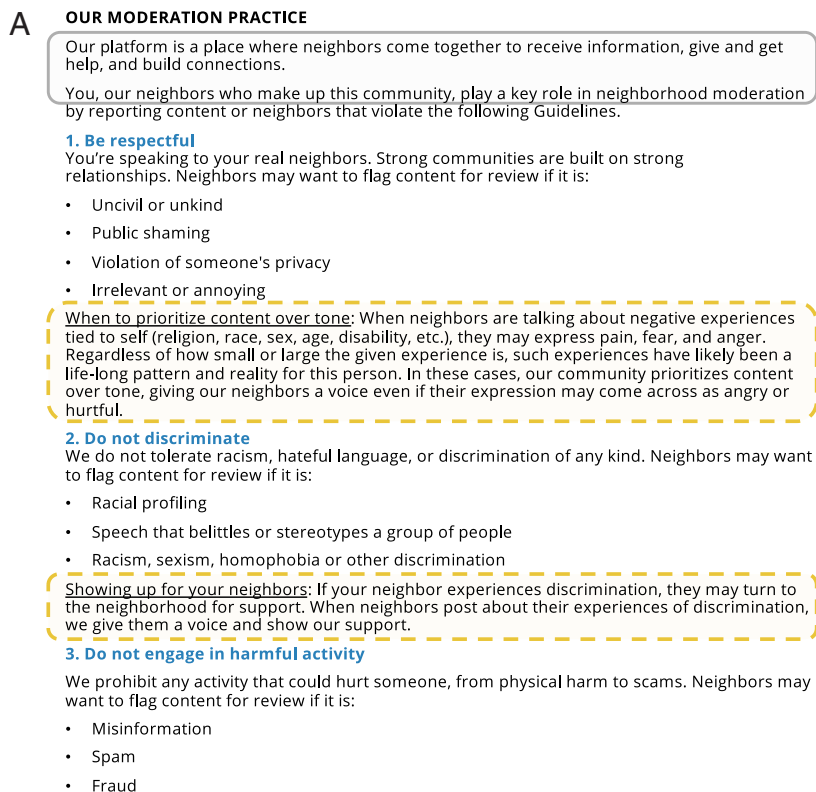 A
OUR MODERATION PRACTICE
Our platform is a place where neighbors come together to receive information, give and get
help, and build connections.
You, our neighbors who make up this community, play a key role in neighborhood moderation
by reporting content or neighbors that violate the following Guidelines.
1. Be respectful
You’re speaking to your real neighbors. Strong communities are built on strong
relationships. Neighbors may want to flag content for review if it is:
• Uncivil or unkind
• Public shaming
• Violation of someone's privacy
• Irrelevant or annoying
When to prioritize content over tone: When neighbors are talking about negative experiences
tied to self (religion, race, sex, age, disability, etc.), they may express pain, fear, and anger.
Regardless of how small or large the given experience is, such experiences have likely been a
life-long pattern and reality for this person. In these cases, our community prioritizes content
over tone, giving our neighbors a voice even if their expression may come across as angry or
hurtful.
2. Do not discriminate
We do not tolerate racism, hateful language, or discrimination of any kind. Neighbors may want
to flag content for review if it is:
• Racial profiling
• Speech that belittles or stereotypes a group of people
• Racism, sexism, homophobia or other discrimination
Showing up for your neighbors: If your neighbor experiences discrimination, they may turn to
the neighborhood for support. When neighbors post about their experiences of discrimination,
we give them a voice and show our support.
3. Do not engage in harmful activity
We prohibit any activity that could hurt someone, from physical harm to scams. Neighbors may
want to flag content for review if it is:
• Misinformation
• Spam
• Fraud